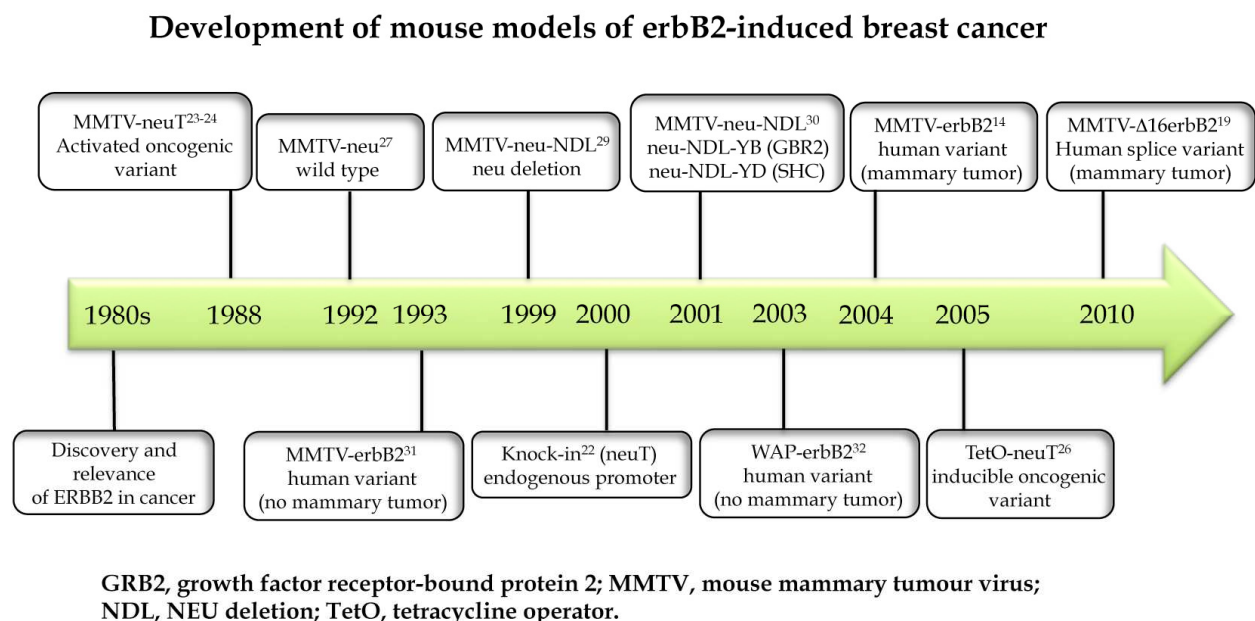 Development of mouse models of erbB2-induced breast cancer
MMTV-neuT23-24
Activated oncogenic
variant
MMTV-neu27
wild type
MMTV-neu-NDL29
neu deletion
MMTV-neu-NDL30
neu-NDL-YB (GBR2)
neu-NDL-YD (SHC)
MMTV-erbB214
human variant
(mammary tumor)
MMTV-Δ16erbB219
Human splice variant
(mammary tumor)
1980s 1988 1992 1993 1999 2000 2001 2003 2004 2005 2010
Discovery and
relevance
of ERBB2 in cancer
MMTV-erbB231
human variant
(no mammary tumor)
Knock-in22 (neuT)
endogenous promoter
WAP-erbB232
human variant
(no mammary tumor)
TetO-neuT26
inducible oncogenic
variant
GRB2, growth factor receptor-bound protein 2; MMTV, mouse mammary tumour virus;
NDL, NEU deletion; TetO, tetracycline operator.